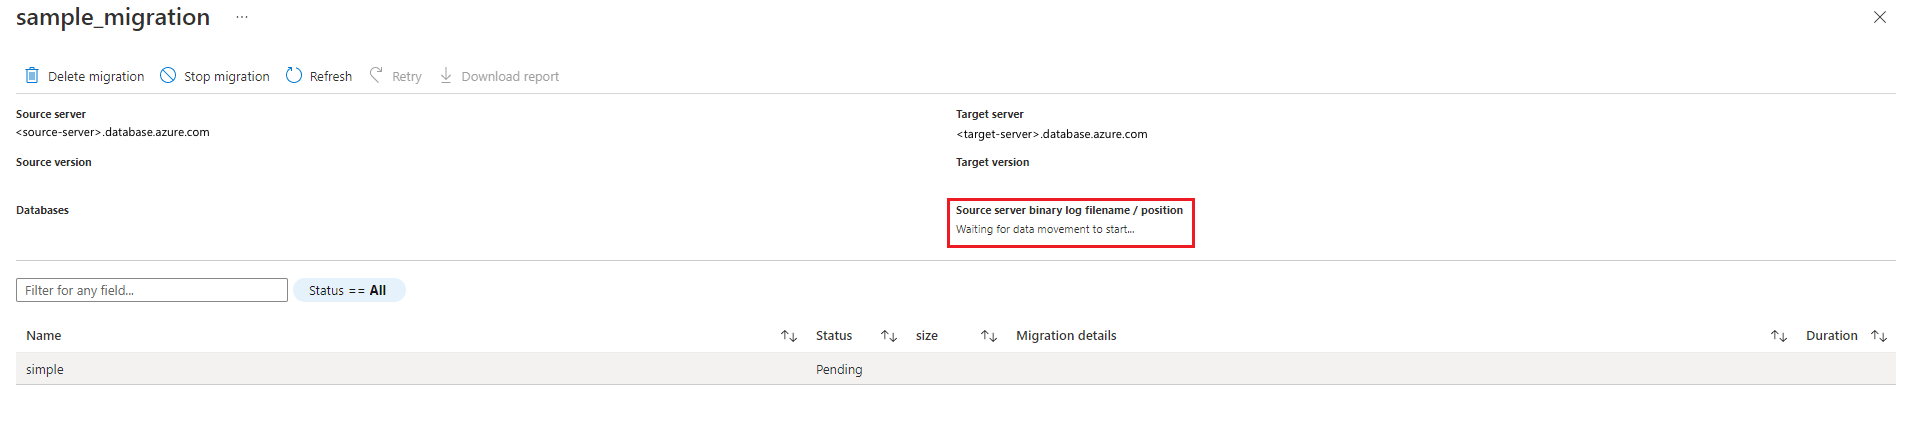 sample_migration ...
Delete migration Stop migration Refresh Retry Download report
Source server
<source-server>.database.azure.com
Target server
<target-server>.database.azure.com
Source version
Target version
Databases
Source server binary log filename / position
Waiting for data movement to start...
Filter for any field...
Status == All
Name Status size Migration details Duration
simple Pending